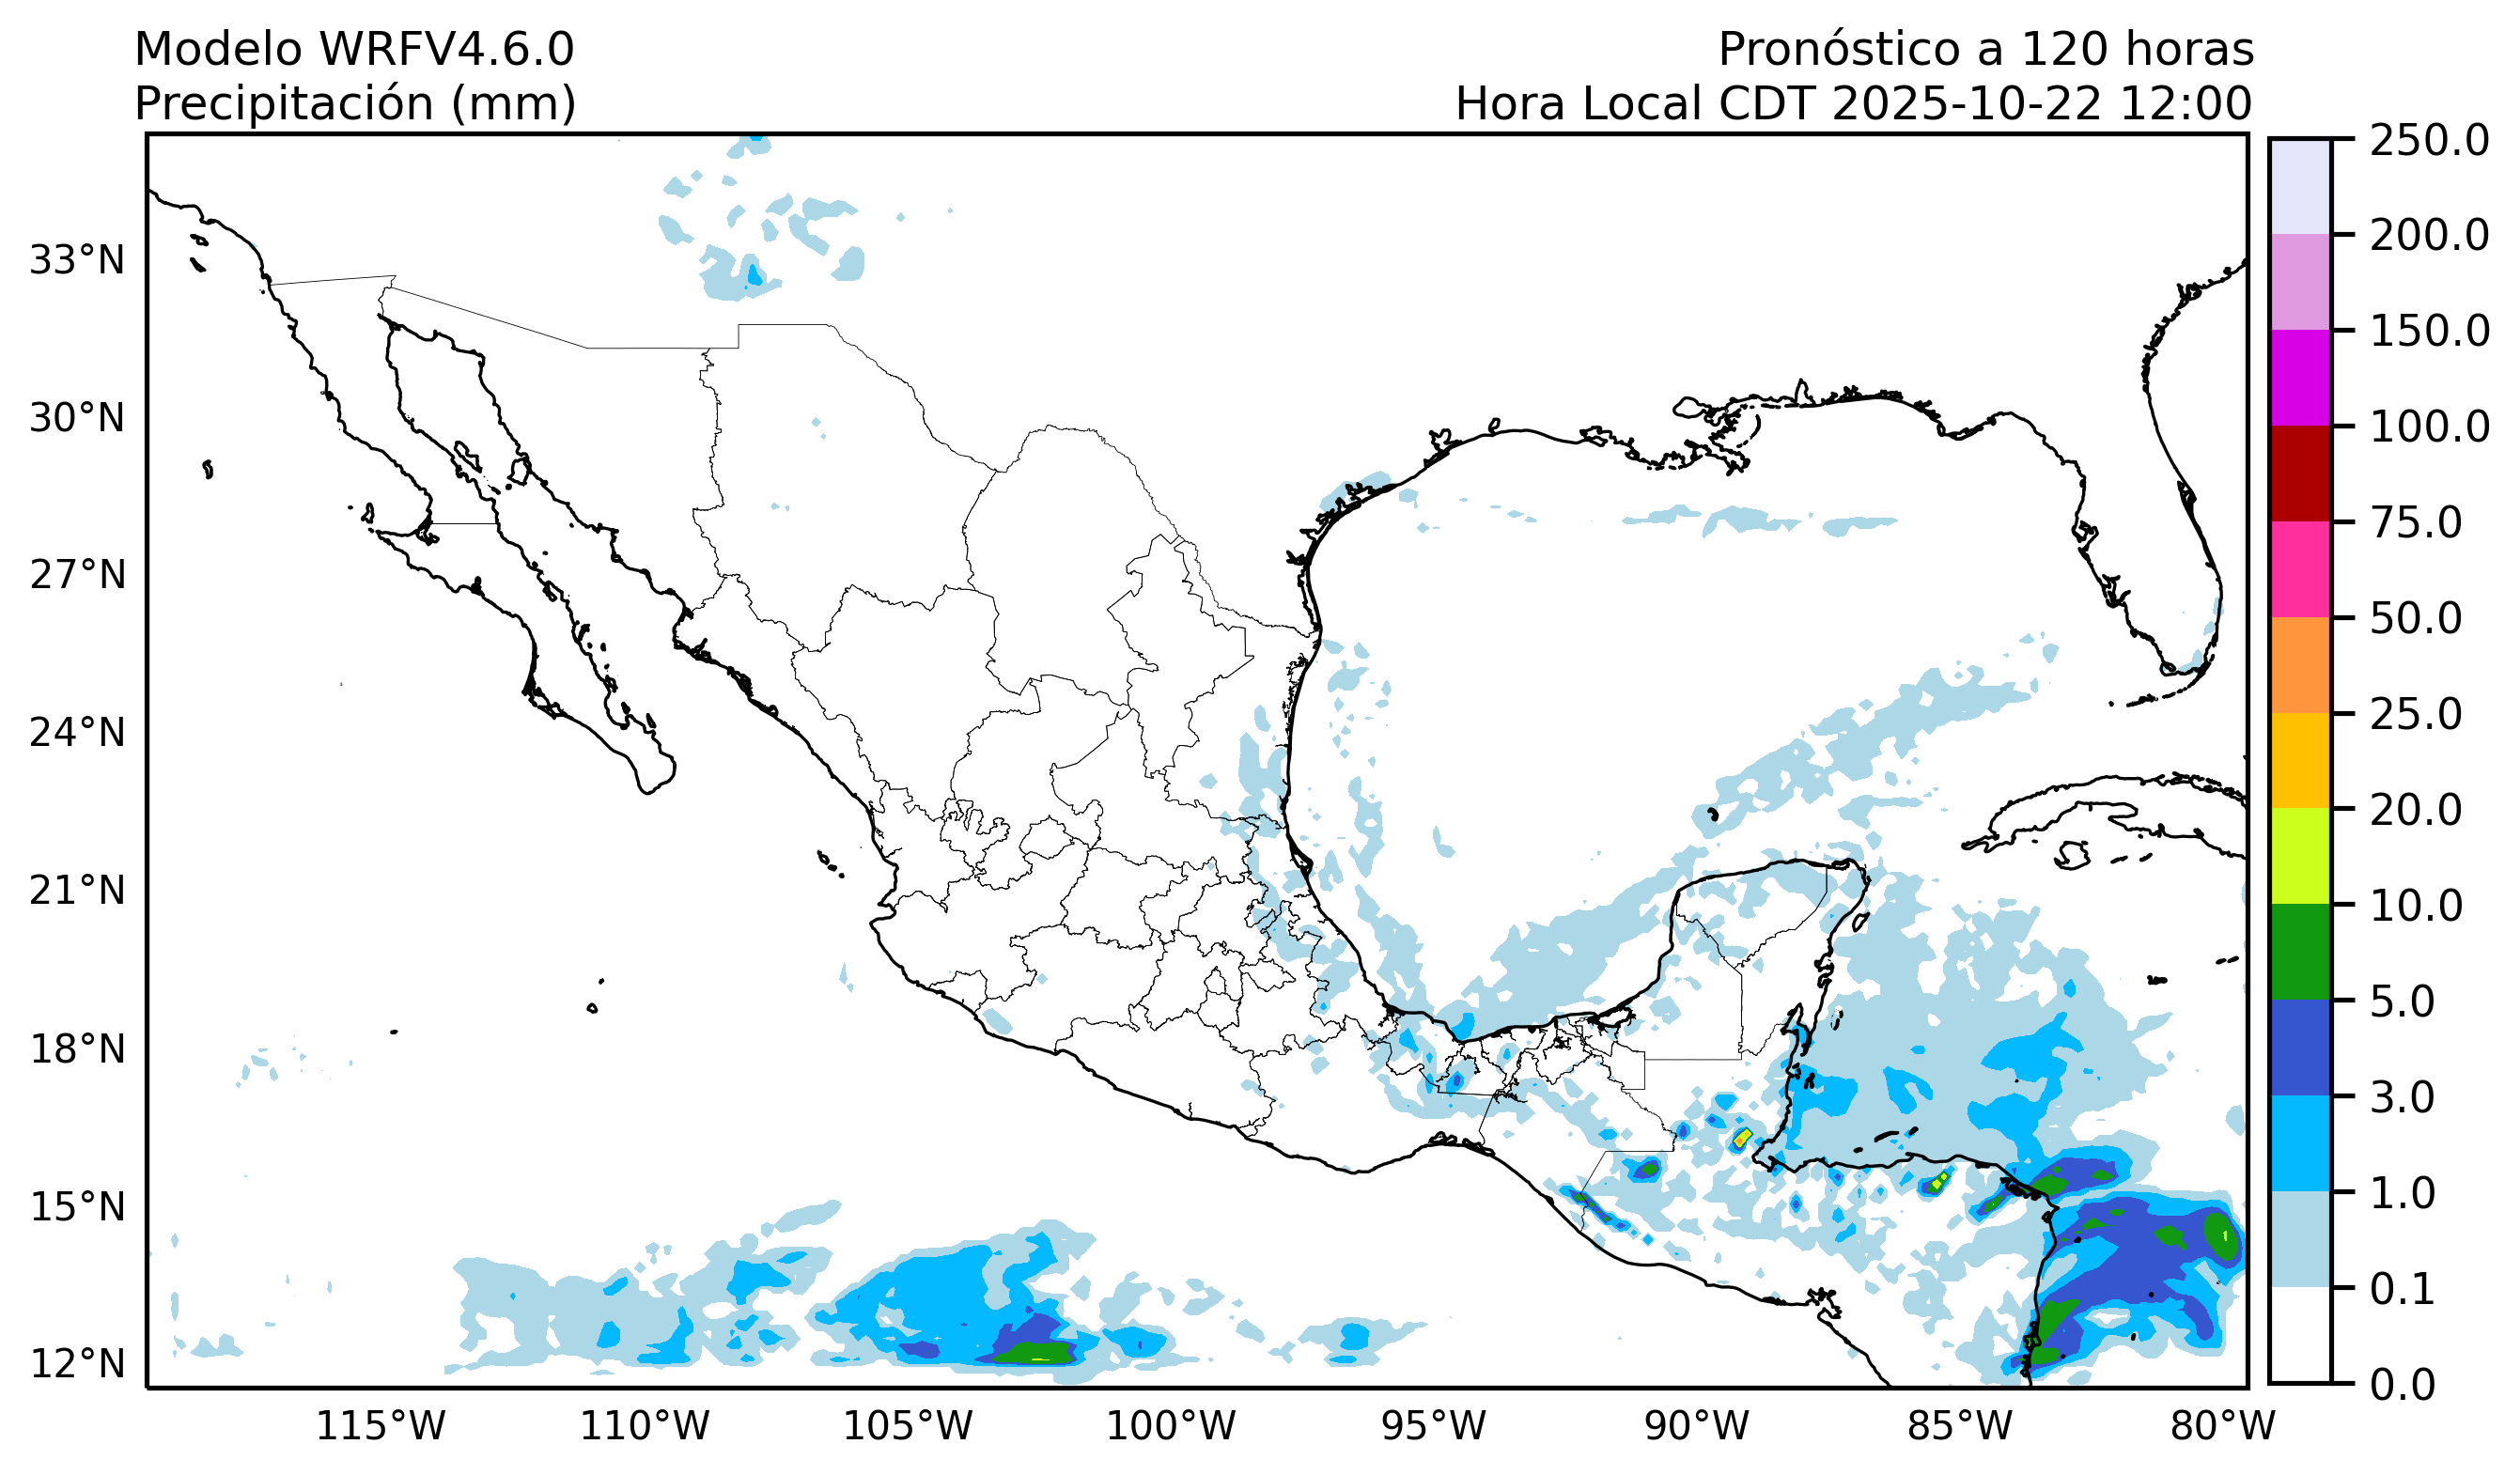 Modelo WRFV4.6.0
Precipitación (mm)
Pronóstico a 120 horas
Hora Local CDT 2025-10-22 12:00
33°N
30°N
27°N
24°N
21°N
18°N
15°N
12°N
115°W
110°W
105°W
100°W
95°W
90°W
85°W
80°W
250.0
200.0
150.0
100.0
75.0
50.0
25.0
20.0
10.0
5.0
3.0
1.0
0.1
0.0